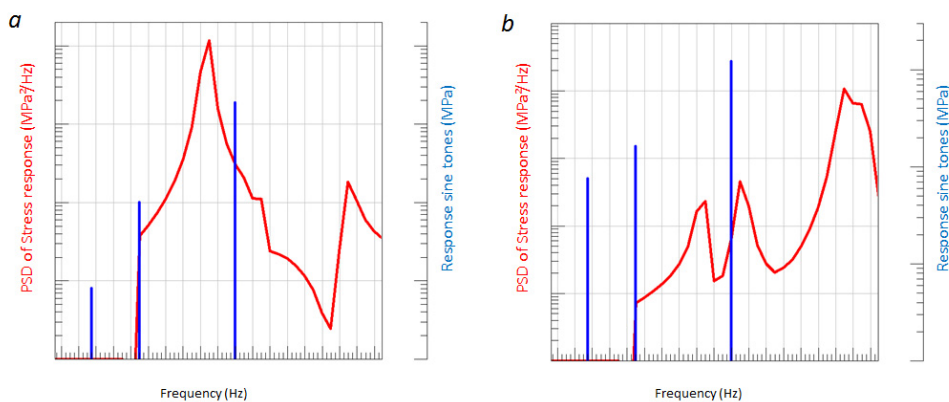 a
PSD of Stress response (MPa²/Hz)
Response sine tones (MPa)
Frequency (Hz)
b
PSD of Stress response (MPa²/Hz)
Response sine tones (MPa)
Frequency (Hz)